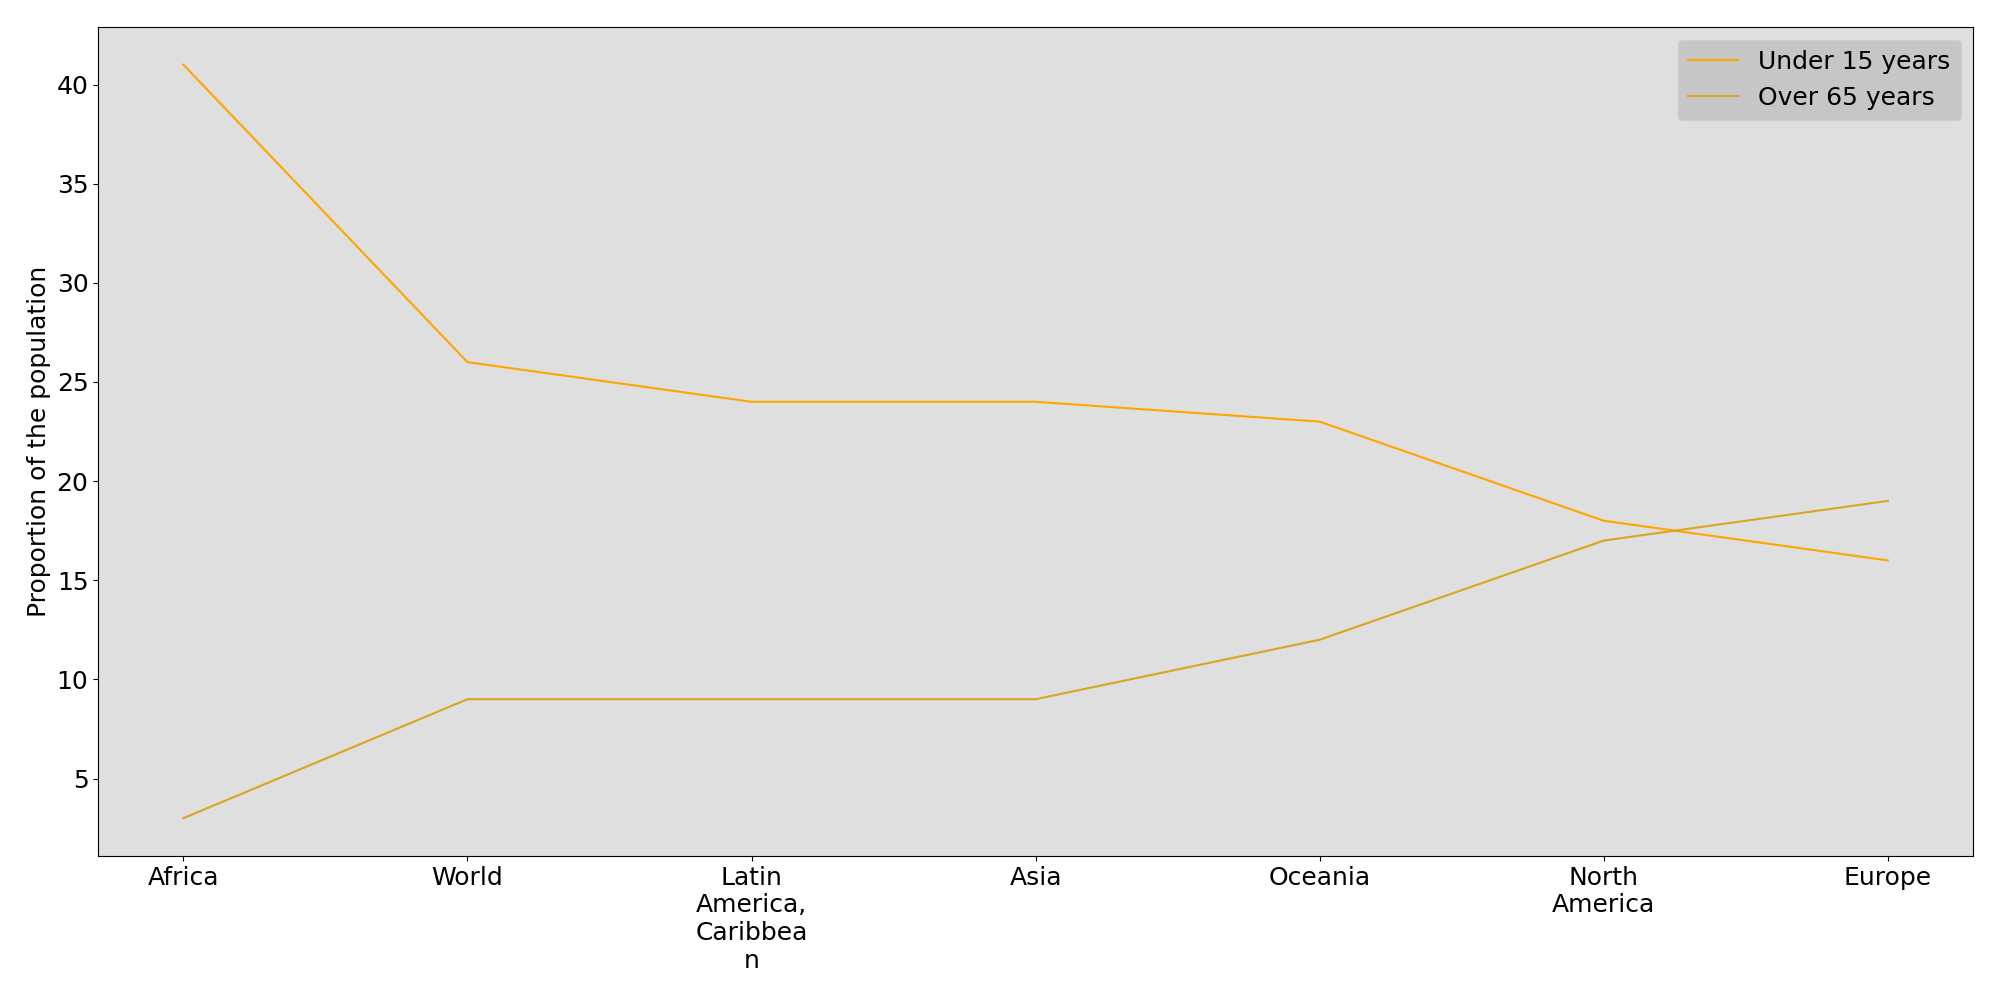 Under 15 years
Over 65 years
Proportion of the population
40
35
30
25
20
15
10
5
Africa
World
Latin
America,
Caribbea
n
Asia
Oceania
North
America
Europe